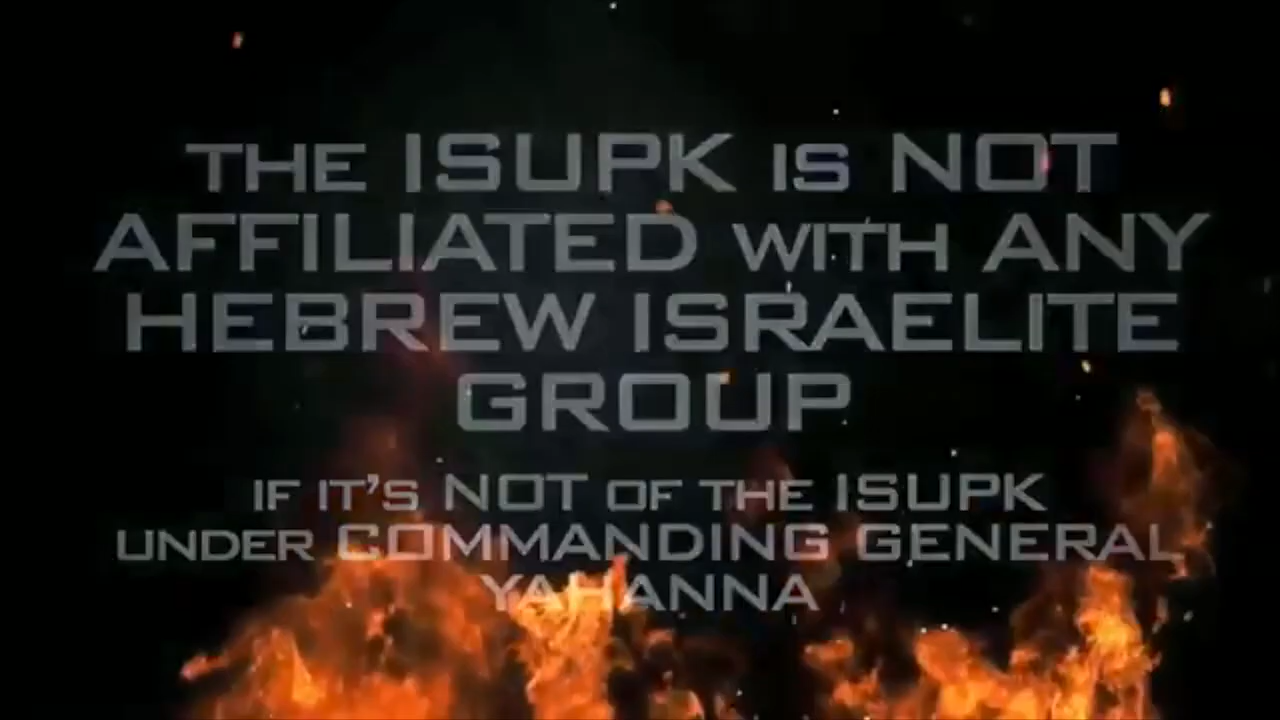 THE ISUPK IS NOT
AFFILIATED WITH ANY
HEBREW ISRAELITE
GROUP
IF IT'S NOT OF THE ISUPK
UNDER COMMANDING GENERAL
YAHANNA